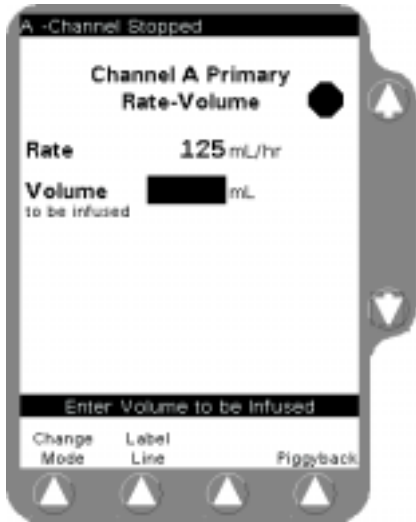 A -Channel Stopped
Channel A Primary
Rate-Volume
Rate 125 mL/hr
Volume mL
to be infused
Enter Volume to be Infused
Change Label
Mode Line Piggyback